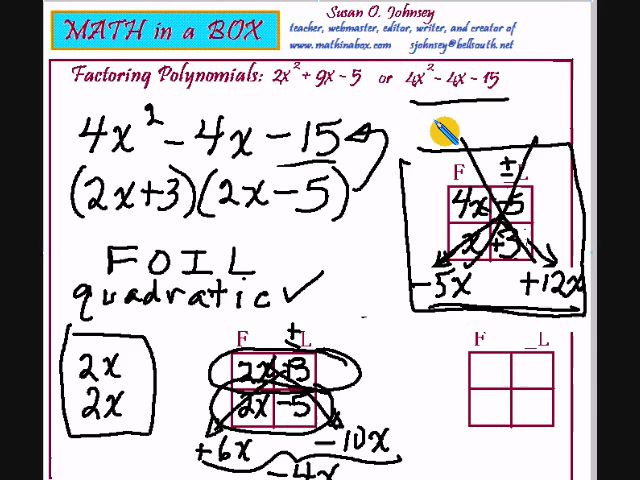 MATH in a BOX
Susan O. Johnsey
teacher, webmaster, editor, writer, and creator of
www.mathinabox.com sjohnsey@bellsouth.net
Factoring Polynomials: 2x² + 9x - 5 or 4x² - 4x - 15
4x² - 4x - 15
(2x+3)(2x-5)
F O I L
quadratic ✓
F ± L
4x -5
x +3
-5x +12x
2x
2x
F ± L
2x +3
2x -5
+6x -10x
-4x
F _L